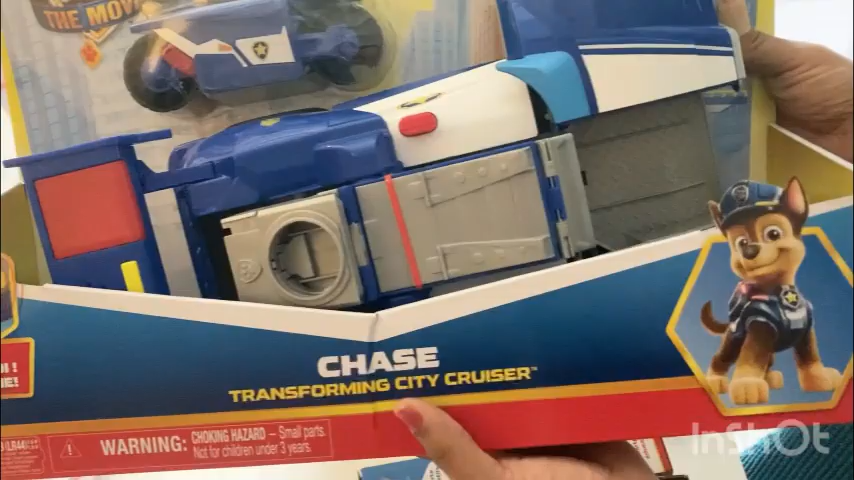 THE MOVIE
CHASE
TRANSFORMING CITY CRUISER™
WARNING: CHOKING HAZARD – Small parts.
Not for children under 3 years.
InSHOT